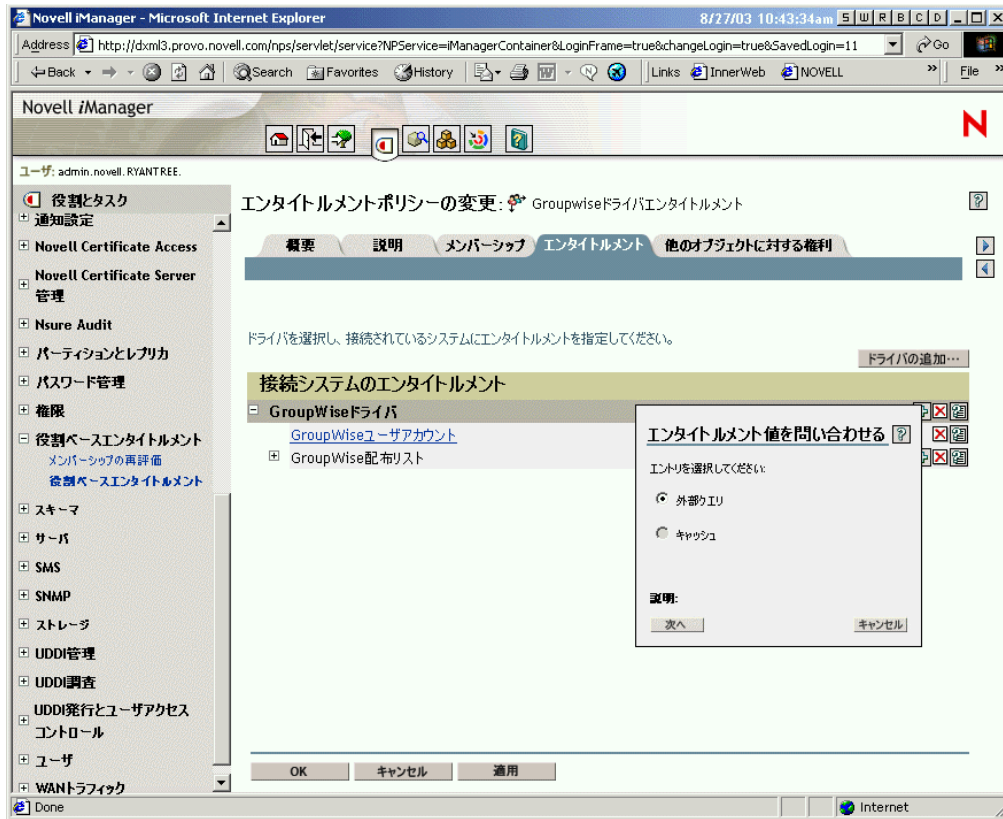 Novell iManager - Microsoft Internet Explorer
8/27/03 10:43:34am
S W R B C D
Address http://dxml3.provo.novell.com/nps/servlet/service?NPService=iManagerContainer&LoginFrame=true&changeLogin=true&SavedLogin=11
Go
Back
Search Favorites History
Links InnerWeb NOVELL
»
File
»
Novell iManager
N
ユーザ: admin.novell.RYANTREE.
役割とタスク
通知設定
Novell Certificate Access
Novell Certificate Server
管理
Nsure Audit
パーティションとレプリカ
パスワード管理
権限
役割ベースエンタイトルメント
メンバーシップの再評価
役割ベースエンタイトルメント
スキーマ
サーバ
SMS
SNMP
ストレージ
UDDI管理
UDDI調査
UDDI発行とユーザアクセス
コントロール
ユーザ
WANトラフィック
エンタイトルメントポリシーの変更: Groupwiseドライバエンタイトルメント
?
概要
説明
メンバーシップ
エンタイトルメント
他のオブジェクトに対する権利
ドライバを選択し、接続されているシステムにエンタイトルメントを指定してください。
ドライバの追加…
接続システムのエンタイトルメント
GroupWiseドライバ
GroupWiseユーザアカウント
GroupWise配布リスト
エンタイトルメント値を問い合わせる ?
エントリを選択してください:
外部クエリ
キャッシュ
説明:
次へ
キャンセル
OK
キャンセル
適用
Done
Internet